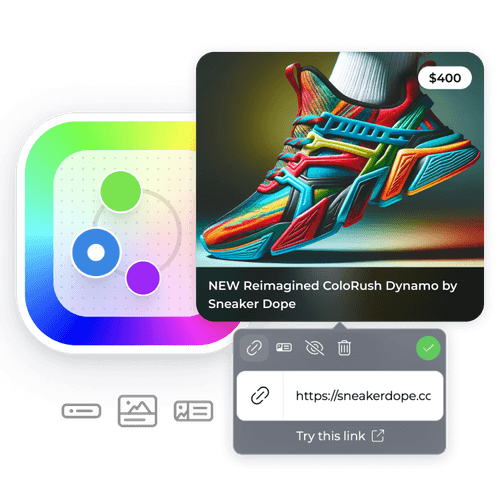 $400
NEW Reimagined ColoRush Dynamo by
Sneaker Dope
https://sneakerdope.cc
Try this link